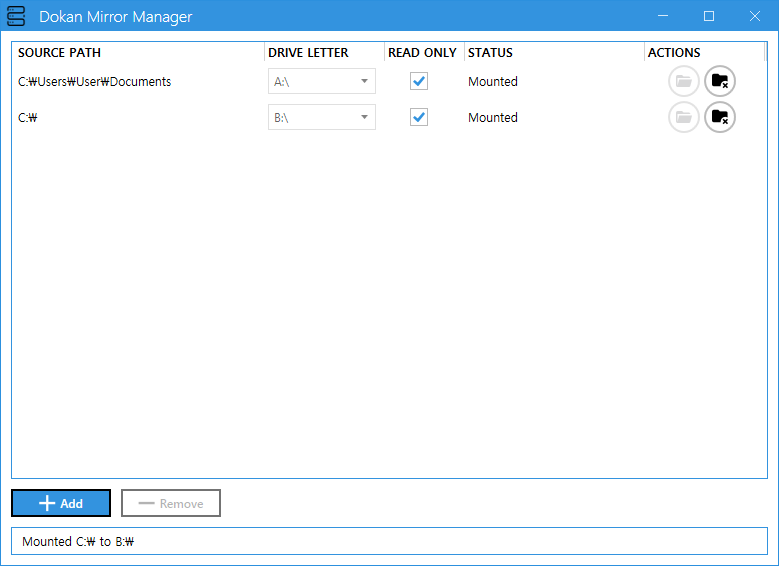 Dokan Mirror Manager
SOURCE PATH DRIVE LETTER READ ONLY STATUS ACTIONS
C:₩Users₩User₩Documents A:\ Mounted
C:₩ B:\ Mounted
Add Remove
Mounted C:₩ to B:₩